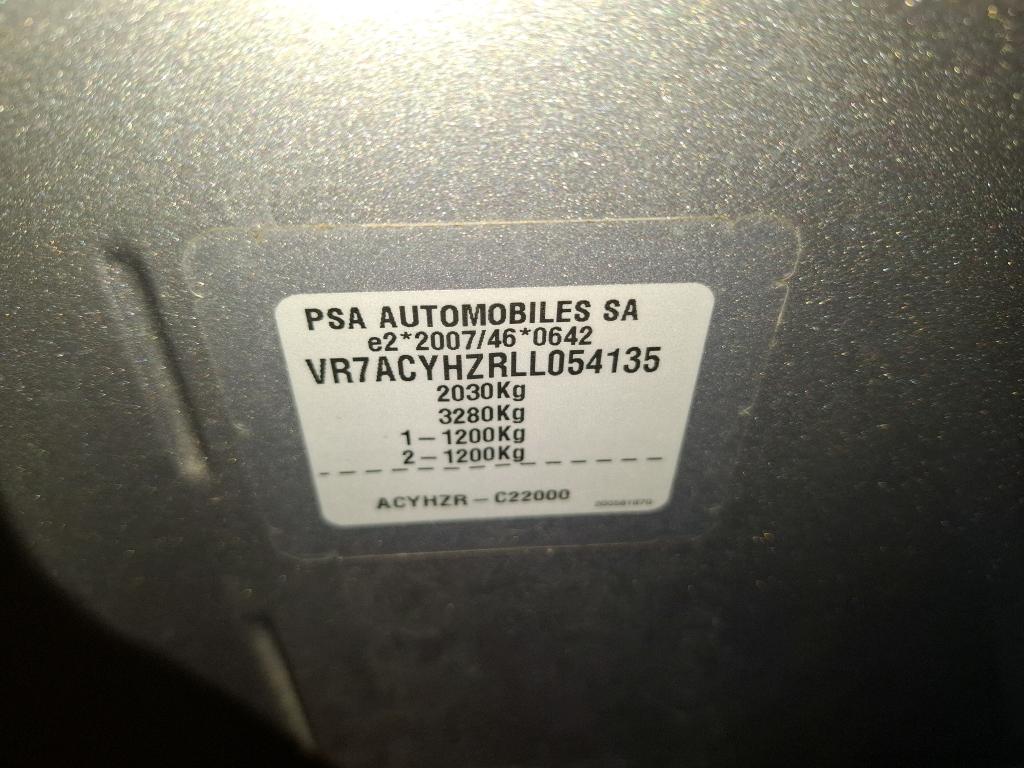 PSA AUTOMOBILES SA
e2*2007/46*0642
VR7ACYHZRLL054135
2030Kg
3280Kg
1-1200Kg
2-1200Kg
ACYHZR-C22000